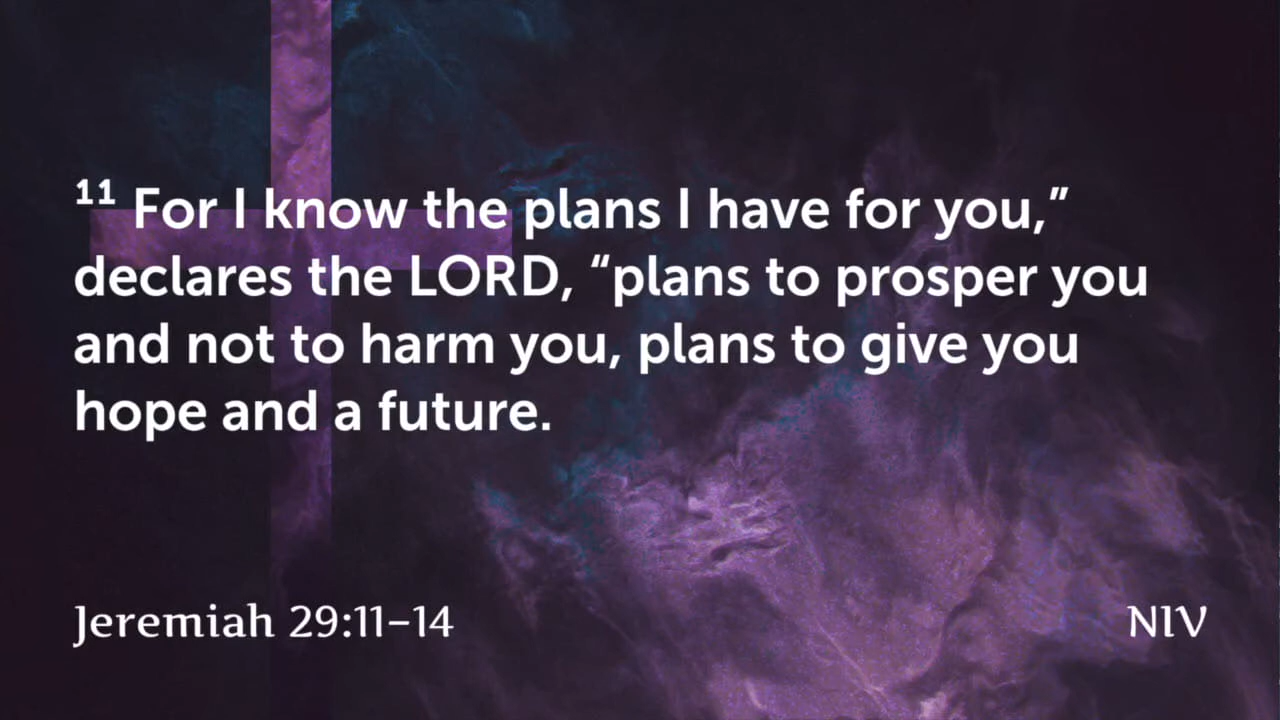 11 For I know the plans I have for you,”
declares the LORD, “plans to prosper you
and not to harm you, plans to give you
hope and a future.
Jeremiah 29:11–14
NIV